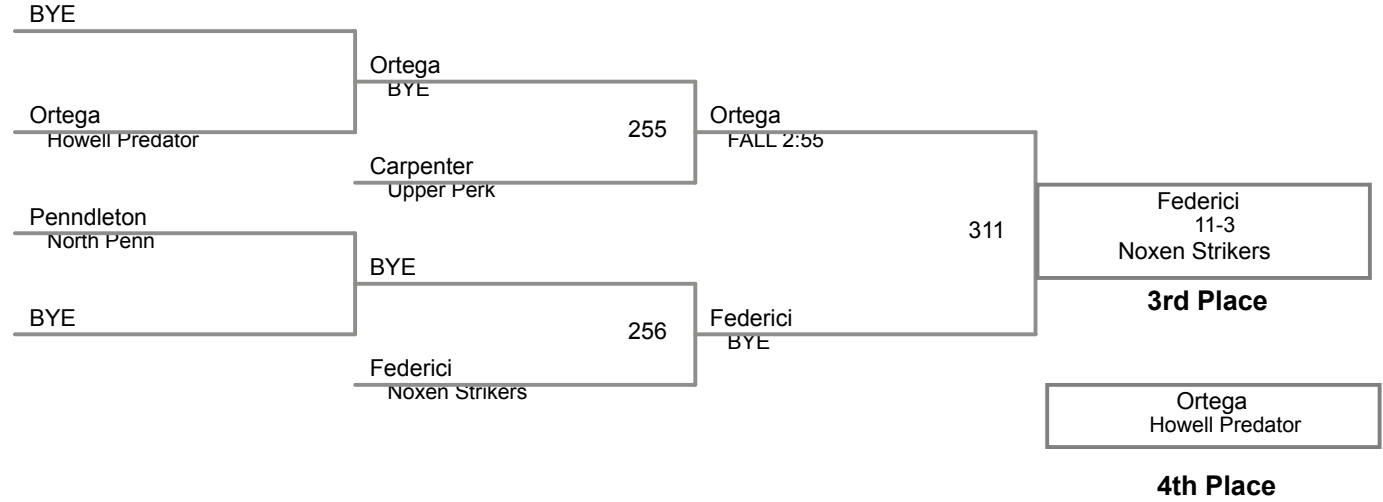 BYE
Ortega
BYE
Ortega
Howell Predator
255
Ortega
FALL 2:55
Carpenter
Upper Perk
Penndleton
North Penn
311
Federici
11-3
Noxen Strikers
BYE
3rd Place
BYE
256
Federici
BYE
Federici
Noxen Strikers
Ortega
Howell Predator
4th Place